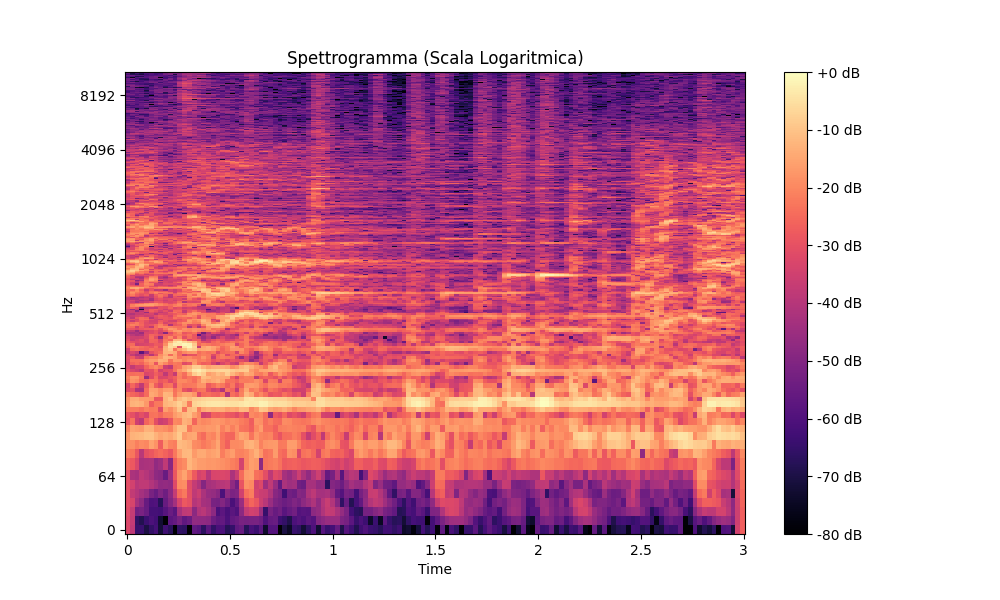 Spettrogramma (Scala Logaritmica)
Hz
8192
4096
2048
1024
512
256
128
64
0
0
0.5
1
1.5
2
2.5
3
Time
+0 dB
-10 dB
-20 dB
-30 dB
-40 dB
-50 dB
-60 dB
-70 dB
-80 dB